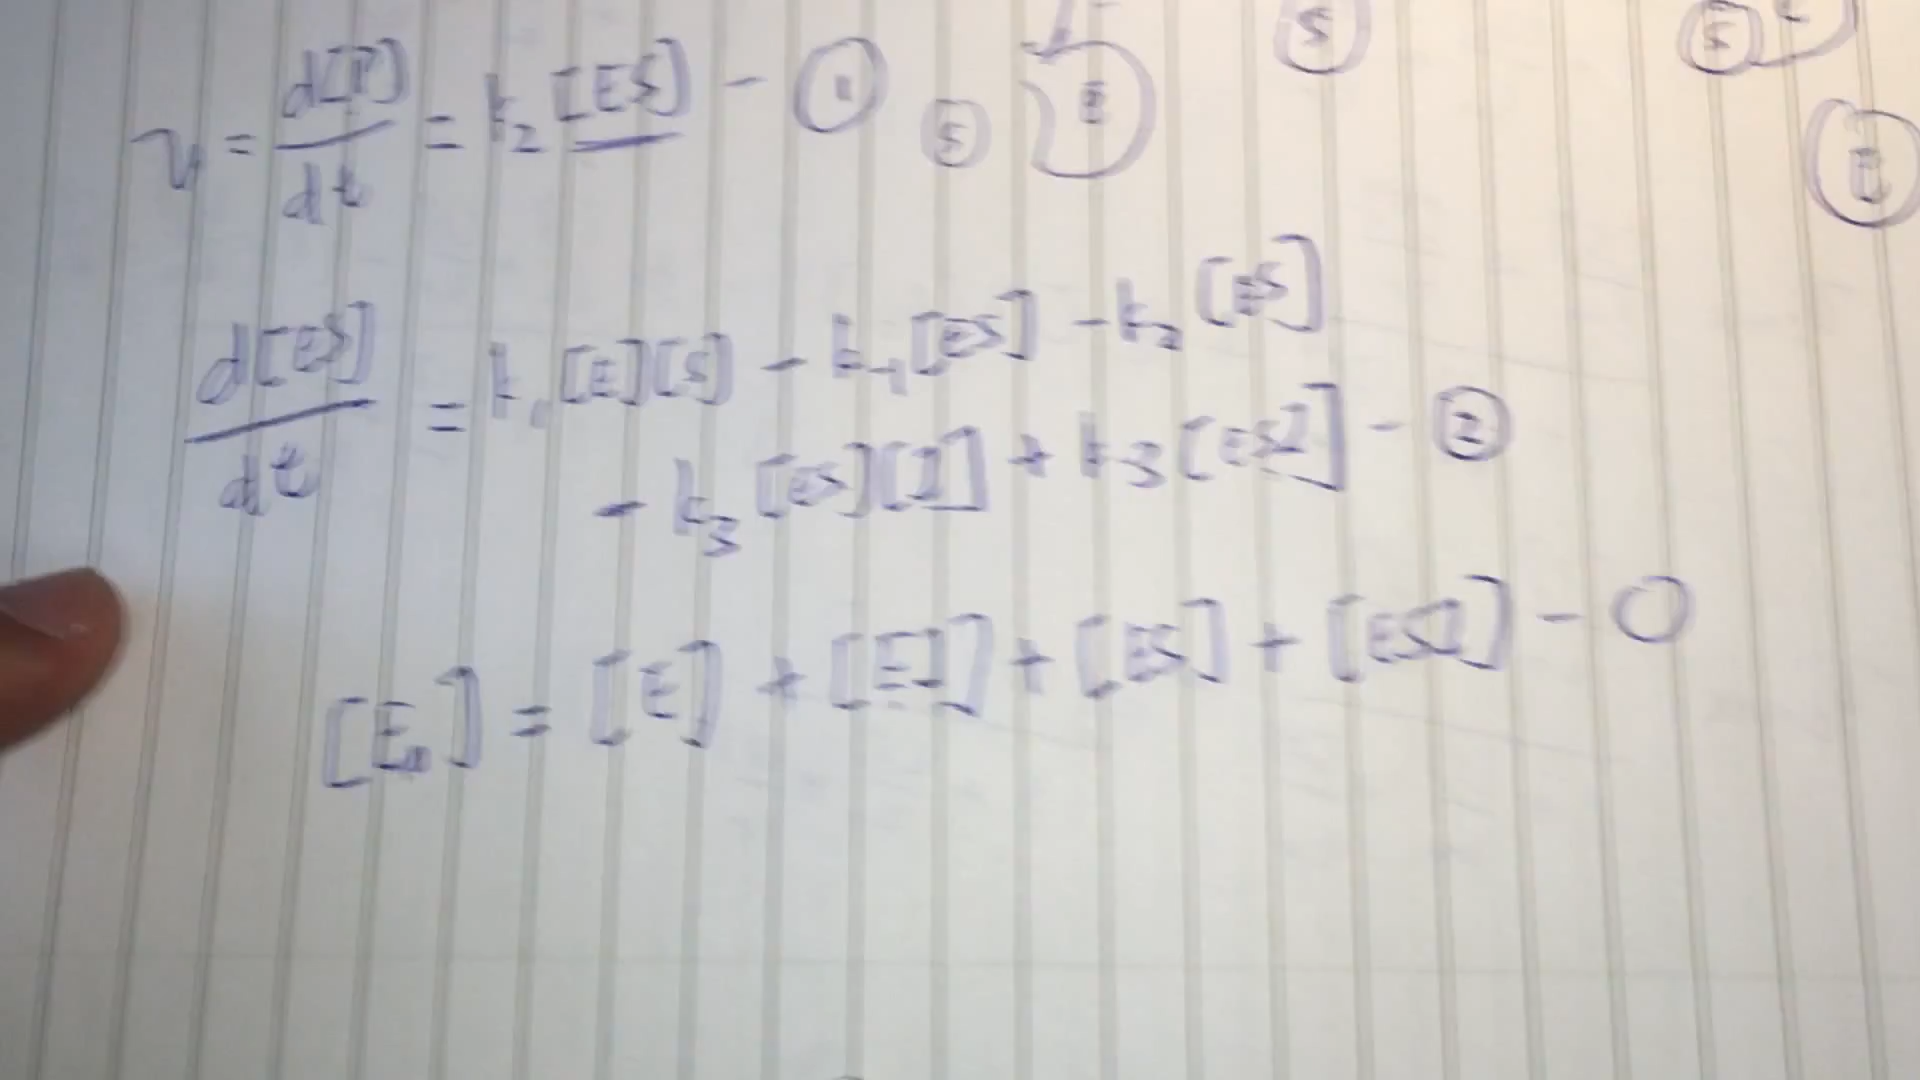 v = d[P]/dt = k₂[ES] - ①
S E S S E
d[ES]/dt = k₁[E][S] - k₋₁[ES] - k₂[ES]
- k₃[ES][I] + k₋₃[ESI] - ②
[E₀] = [E] + [EI] + [ES] + [ESI] - ○